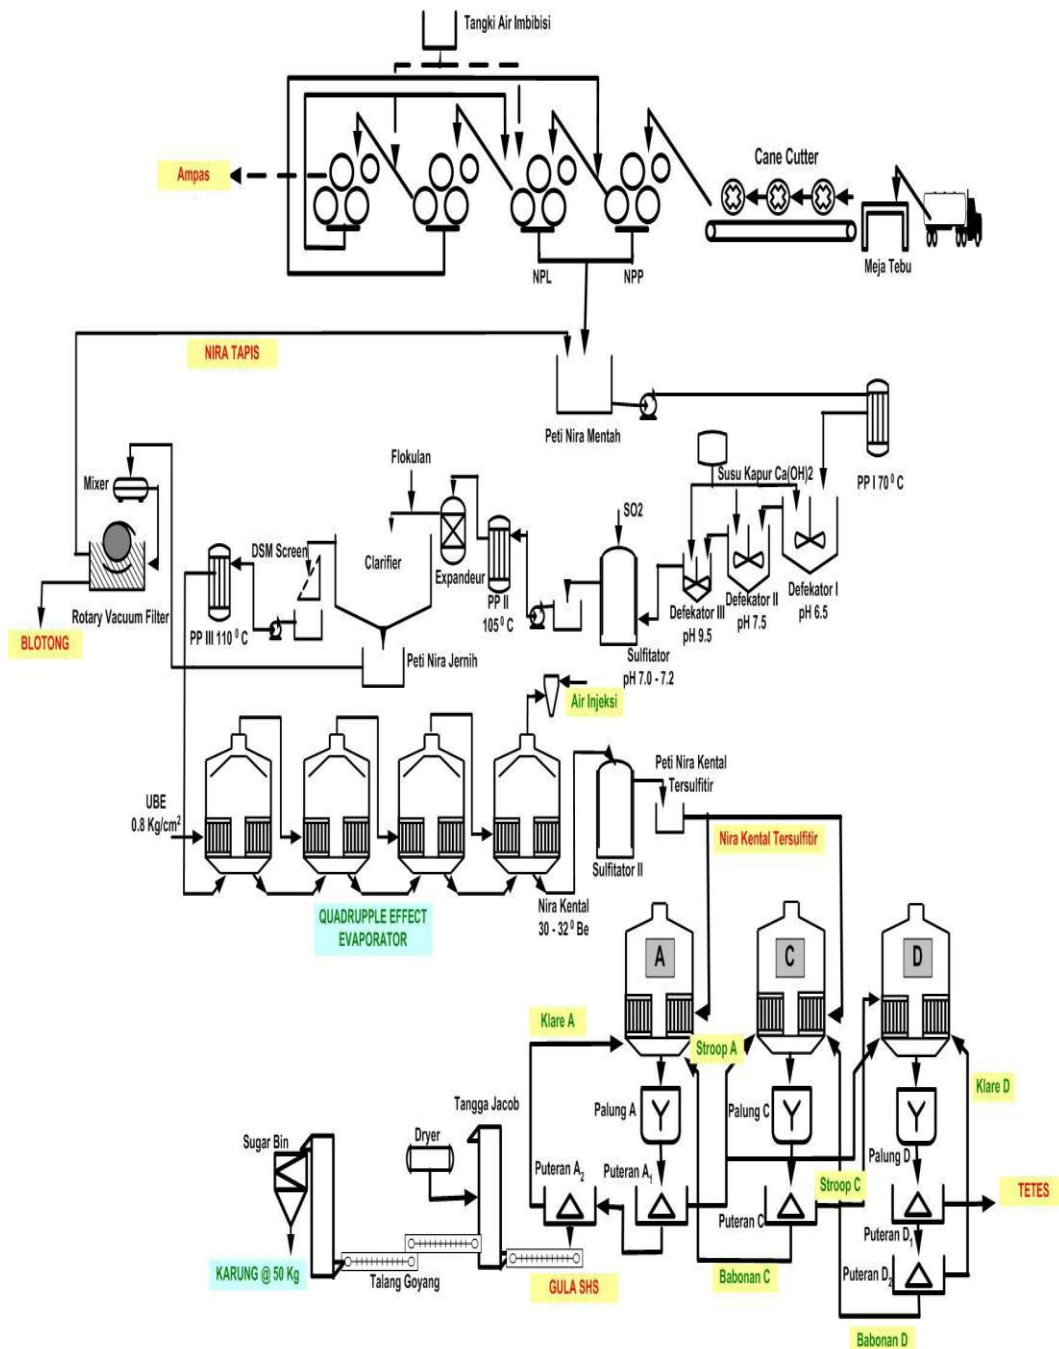 Tangki Air Imbibisi
Ampas
Cane Cutter
Meja Tebu
NPL
NPP
NIRA TAPIS
Peti Nira Mentah
PP I 70 ⁰ C
Mixer
Flokulan
Susu Kapur Ca(OH)2
SO2
DSM Screen
Clarifier
Expandeur
PP II
105 ⁰ C
Defekator I
pH 6.5
Defekator II
pH 7.5
Defekator III
pH 9.5
Rotary Vacuum Filter
PP III 110 ⁰ C
BLOTONG
Peti Nira Jernih
Sulfitator
pH 7.0 - 7.2
Air Injeksi
UBE
0.8 Kg/cm²
Peti Nira Kental
Tersulfitir
Nira Kental Tersulfitir
Sulfitator II
QUADRUPPLE EFFECT
EVAPORATOR
Nira Kental
30 - 32 ⁰ Be
A
C
D
Klare A
Stroop A
Klare D
Palung A
Palung C
Palung D
Tangga Jacob
Sugar Bin
Dryer
Puteran A₂
Puteran A₁
Puteran C
Stroop C
TETES
Puteran D₁
Puteran D₂
KARUNG @ 50 Kg
Talang Goyang
GULA SHS
Babonan C
Babonan D